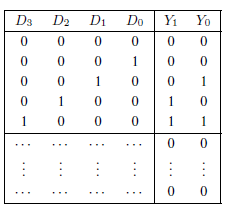 D₃ D₂ D₁ D₀ Y₁ Y₀
0 0 0 0 0 0
0 0 0 1 0 0
0 0 1 0 0 1
0 1 0 0 1 0
1 0 0 0 1 1
⋯ ⋯ ⋯ ⋯ 0 0
⋮ ⋮ ⋮ ⋮ ⋮ ⋮
⋯ ⋯ ⋯ ⋯ 0 0